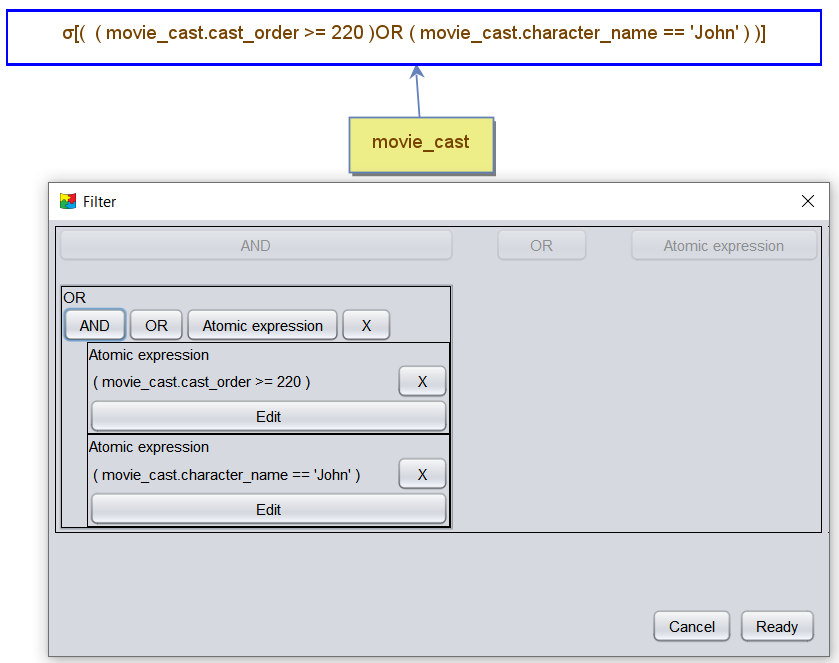 σ[(  ( movie_cast.cast_order >= 220 )OR ( movie_cast.character_name == 'John' ) )]
movie_cast
Filter
AND OR Atomic expression
OR
AND OR Atomic expression X
Atomic expression
( movie_cast.cast_order >= 220 ) X
Edit
Atomic expression
( movie_cast.character_name == 'John' ) X
Edit
Cancel Ready